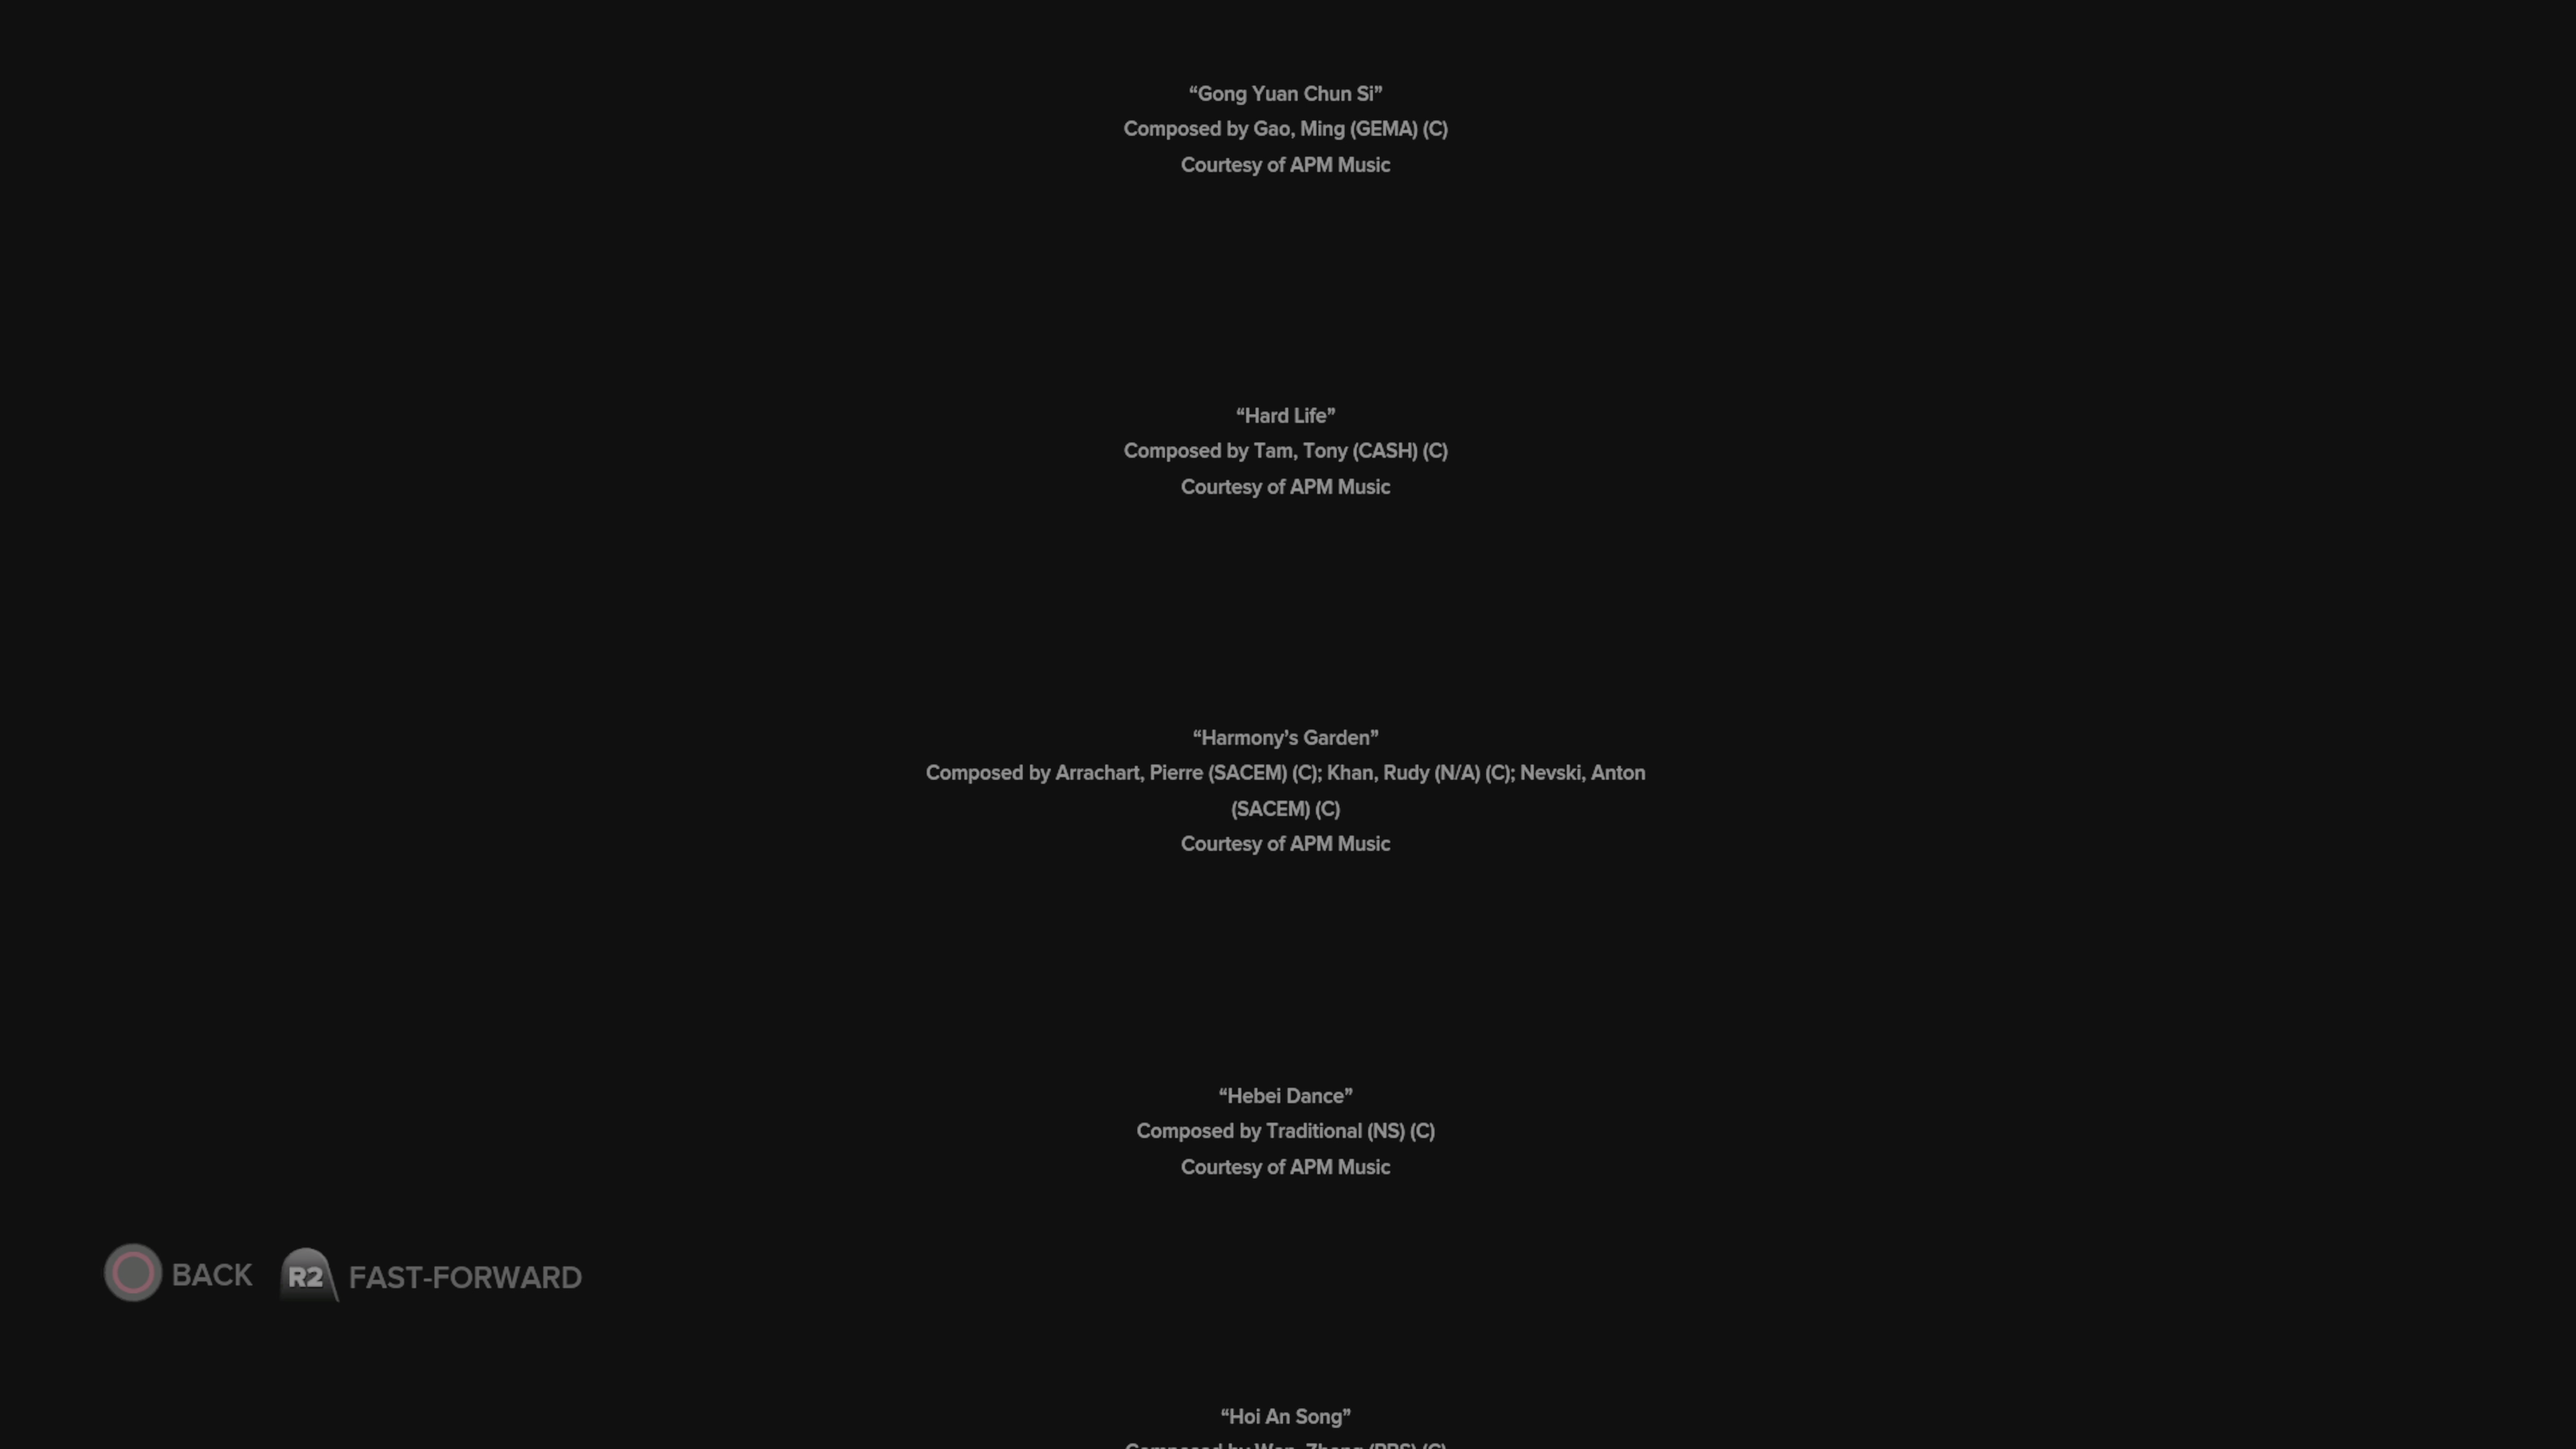 “Gong Yuan Chun Si”
Composed by Gao, Ming (GEMA) (C)
Courtesy of APM Music
“Hard Life”
Composed by Tam, Tony (CASH) (C)
Courtesy of APM Music
“Harmony’s Garden”
Composed by Arrachart, Pierre (SACEM) (C); Khan, Rudy (N/A) (C); Nevski, Anton
(SACEM) (C)
Courtesy of APM Music
“Hebei Dance”
Composed by Traditional (NS) (C)
Courtesy of APM Music
BACK R2 FAST-FORWARD
“Hoi An Song”
Composed by